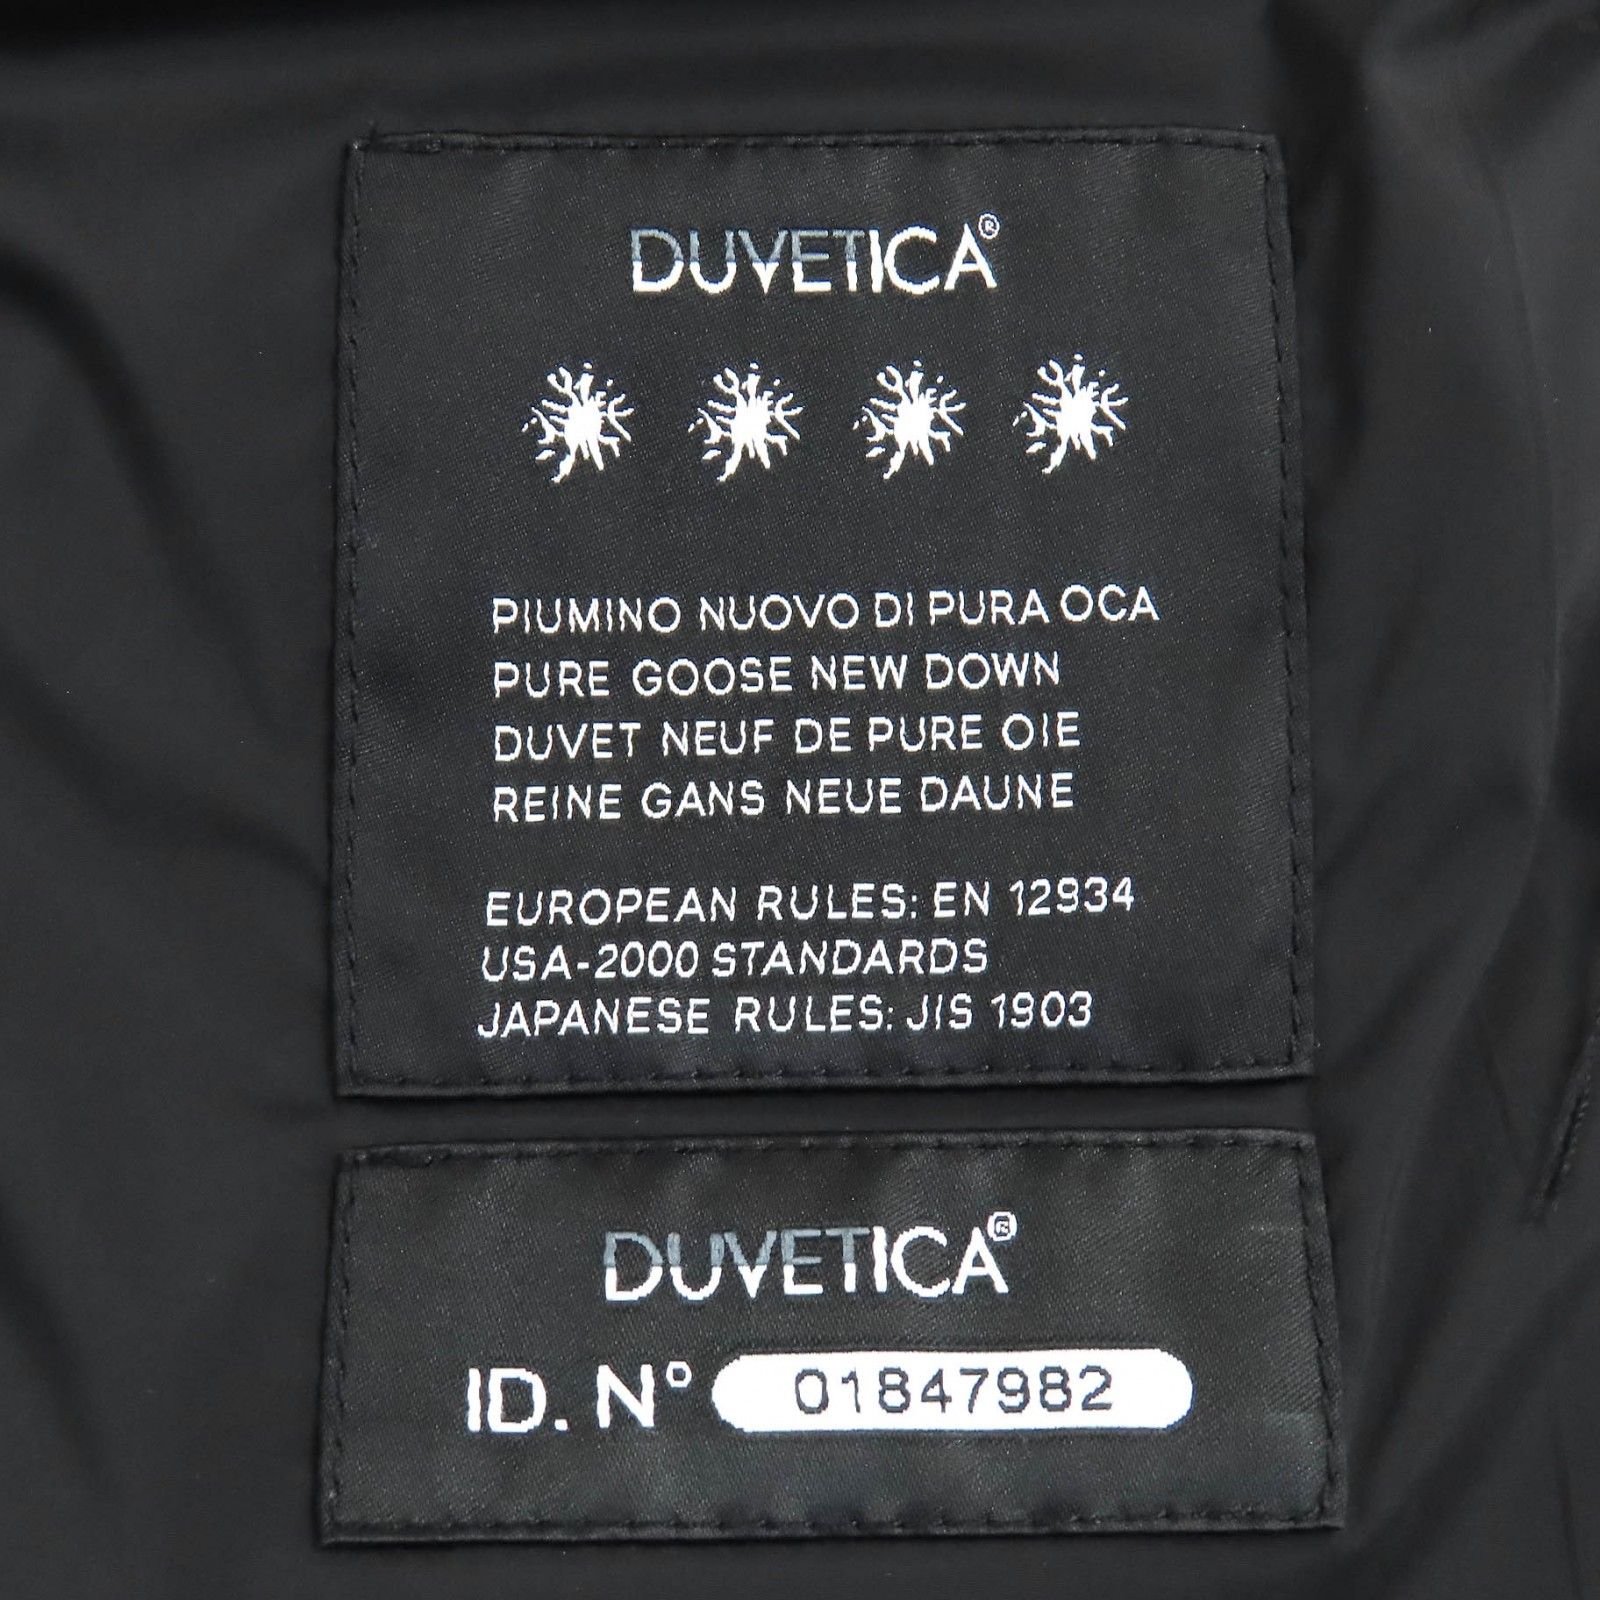 DUVETICA®
PIUMINO NUOVO DI PURA OCA
PURE GOOSE NEW DOWN
DUVET NEUF DE PURE OIE
REINE GANS NEUE DAUNE
EUROPEAN RULES: EN 12934
USA-2000 STANDARDS
JAPANESE RULES: JIS 1903
DUVETICA®
ID. N° 01847982